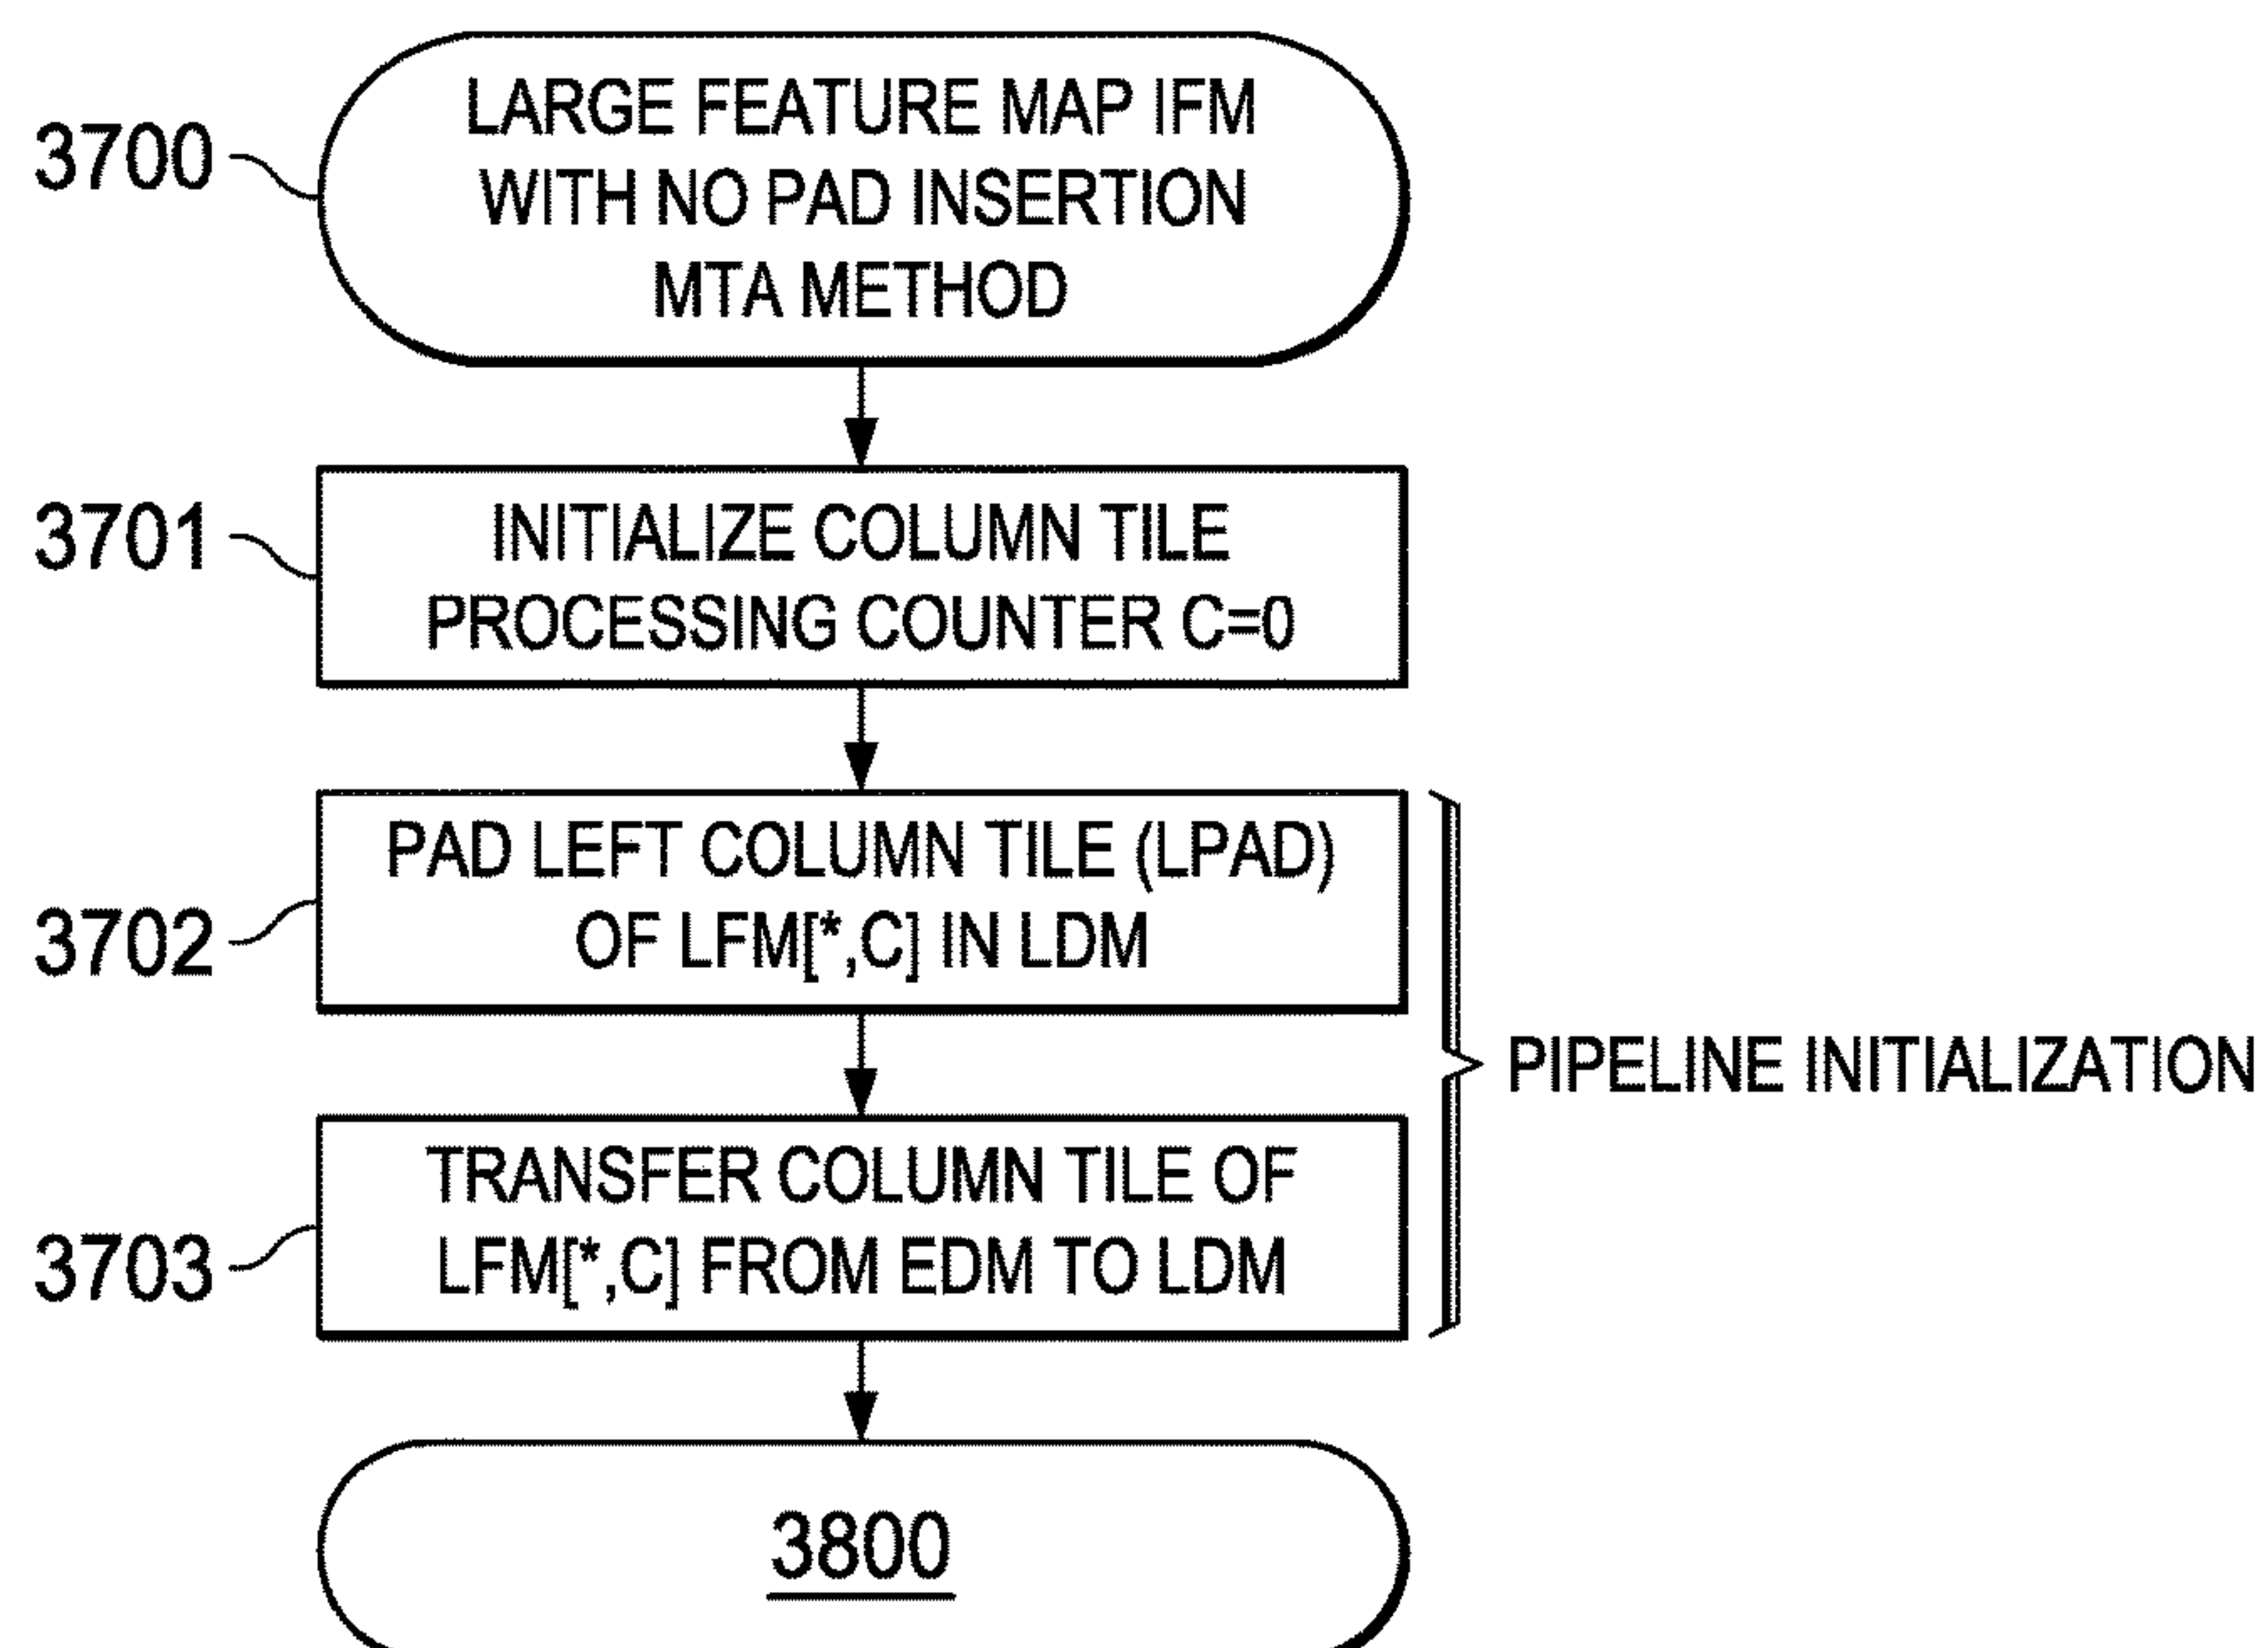 3700
LARGE FEATURE MAP IFM
WITH NO PAD INSERTION
MTA METHOD
3701
INITIALIZE COLUMN TILE
PROCESSING COUNTER C=0
3702
PAD LEFT COLUMN TILE (LPAD)
OF LFM[*,C] IN LDM
PIPELINE INITIALIZATION
3703
TRANSFER COLUMN TILE OF
LFM[*,C] FROM EDM TO LDM
3800